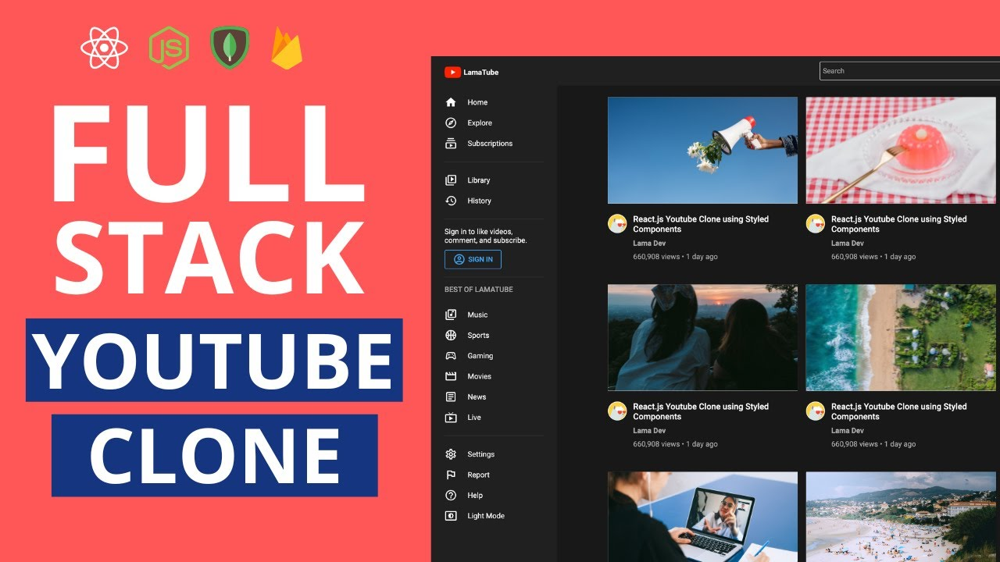 JS
FULL
STACK
YOUTUBE
CLONE
LamaTube
Search
Home
Explore
Subscriptions
Library
History
Sign in to like videos,
comment, and subscribe.
SIGN IN
BEST OF LAMATUBE
Music
Sports
Gaming
Movies
News
Live
Settings
Report
Help
Light Mode
React.js Youtube Clone using Styled
Components
Lama Dev
660,908 views • 1 day ago
React.js Youtube Clone using Styled
Components
Lama Dev
660,908 views • 1 day ago
React.js Youtube Clone using Styled
Components
Lama Dev
660,908 views • 1 day ago
React.js Youtube Clone using Styled
Components
Lama Dev
660,908 views • 1 day ago